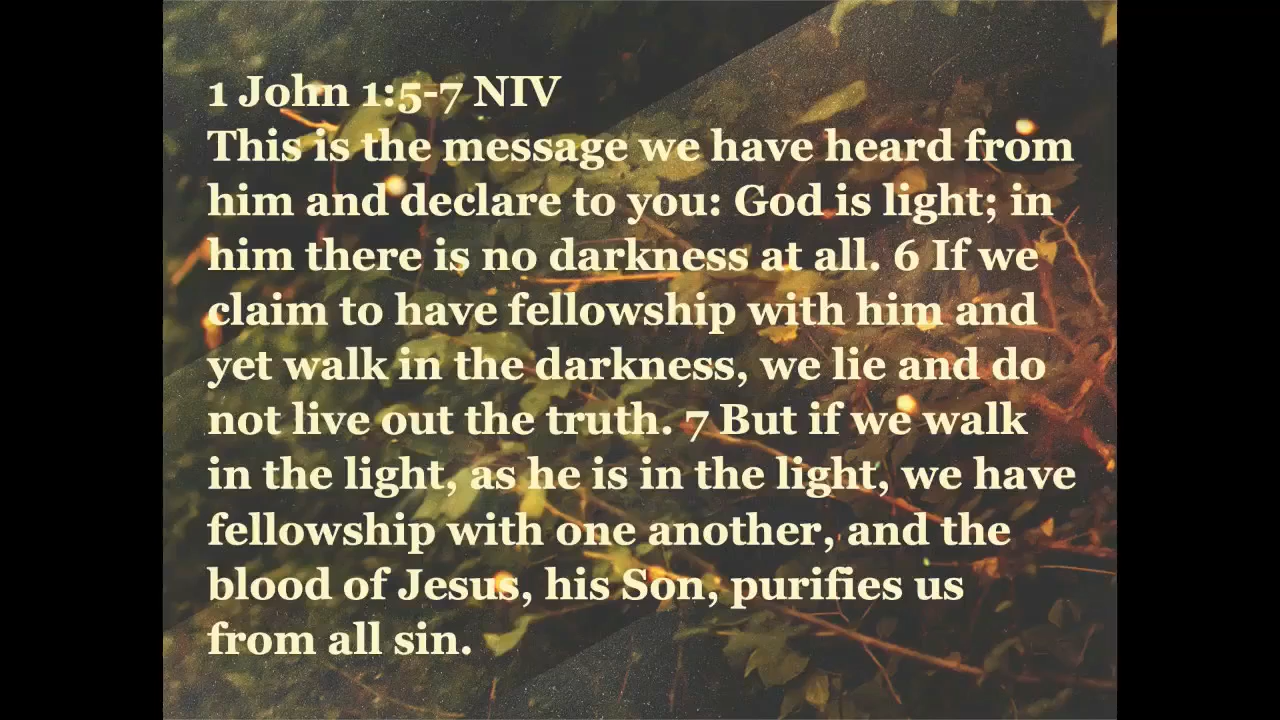 1 John 1:5-7 NIV
This is the message we have heard from
him and declare to you: God is light; in
him there is no darkness at all. 6 If we
claim to have fellowship with him and
yet walk in the darkness, we lie and do
not live out the truth. 7 But if we walk
in the light, as he is in the light, we have
fellowship with one another, and the
blood of Jesus, his Son, purifies us
from all sin.